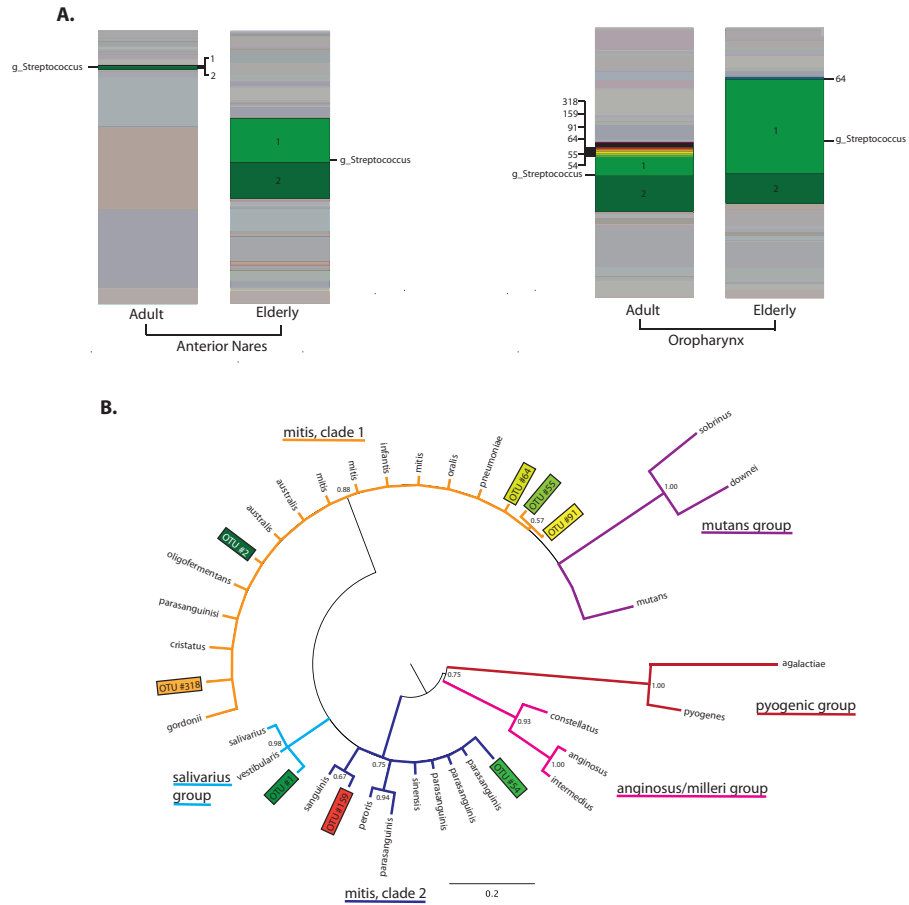 A.
g_Streptococcus
1
2
1
2
g_Streptococcus
Adult
Elderly
Anterior Nares
318
159
91
64
55
54
g_Streptococcus
1
2
64
1
g_Streptococcus
2
Adult
Elderly
Oropharynx
B.
mitis, clade 1
gordonii
OTU #318
cristatus
parasanguinisi
oligofermentans
OTU #2
australis
australis
mitis
0.88
mitis
infantis
mitis
oralis
pneumoniae
OTU #64
OTU #55
0.57
OTU #91
sobrinus
downei
1.00
mutans group
mutans
0.75
agalactiae
1.00
pyogenes
pyogenic group
constellatus
0.93
anginosus
1.00
intermedius
anginosus/milleri group
salivarius
0.98
vestibularis
OTU #1
salivarius
group
sanguinis
0.67
OTU #159
0.75
peroris
0.94
parasanguinis
sinensis
parasanguinis
parasanguinis
parasanguinis
OTU #54
mitis, clade 2
0.2